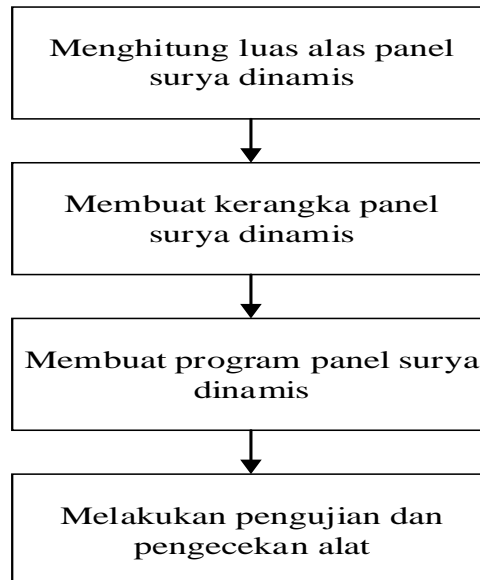 Menghitung luas alas panel
surya dinamis
Membuat kerangka panel
surya dinamis
Membuat program panel surya
dinamis
Melakukan pengujian dan
pengecekan alat